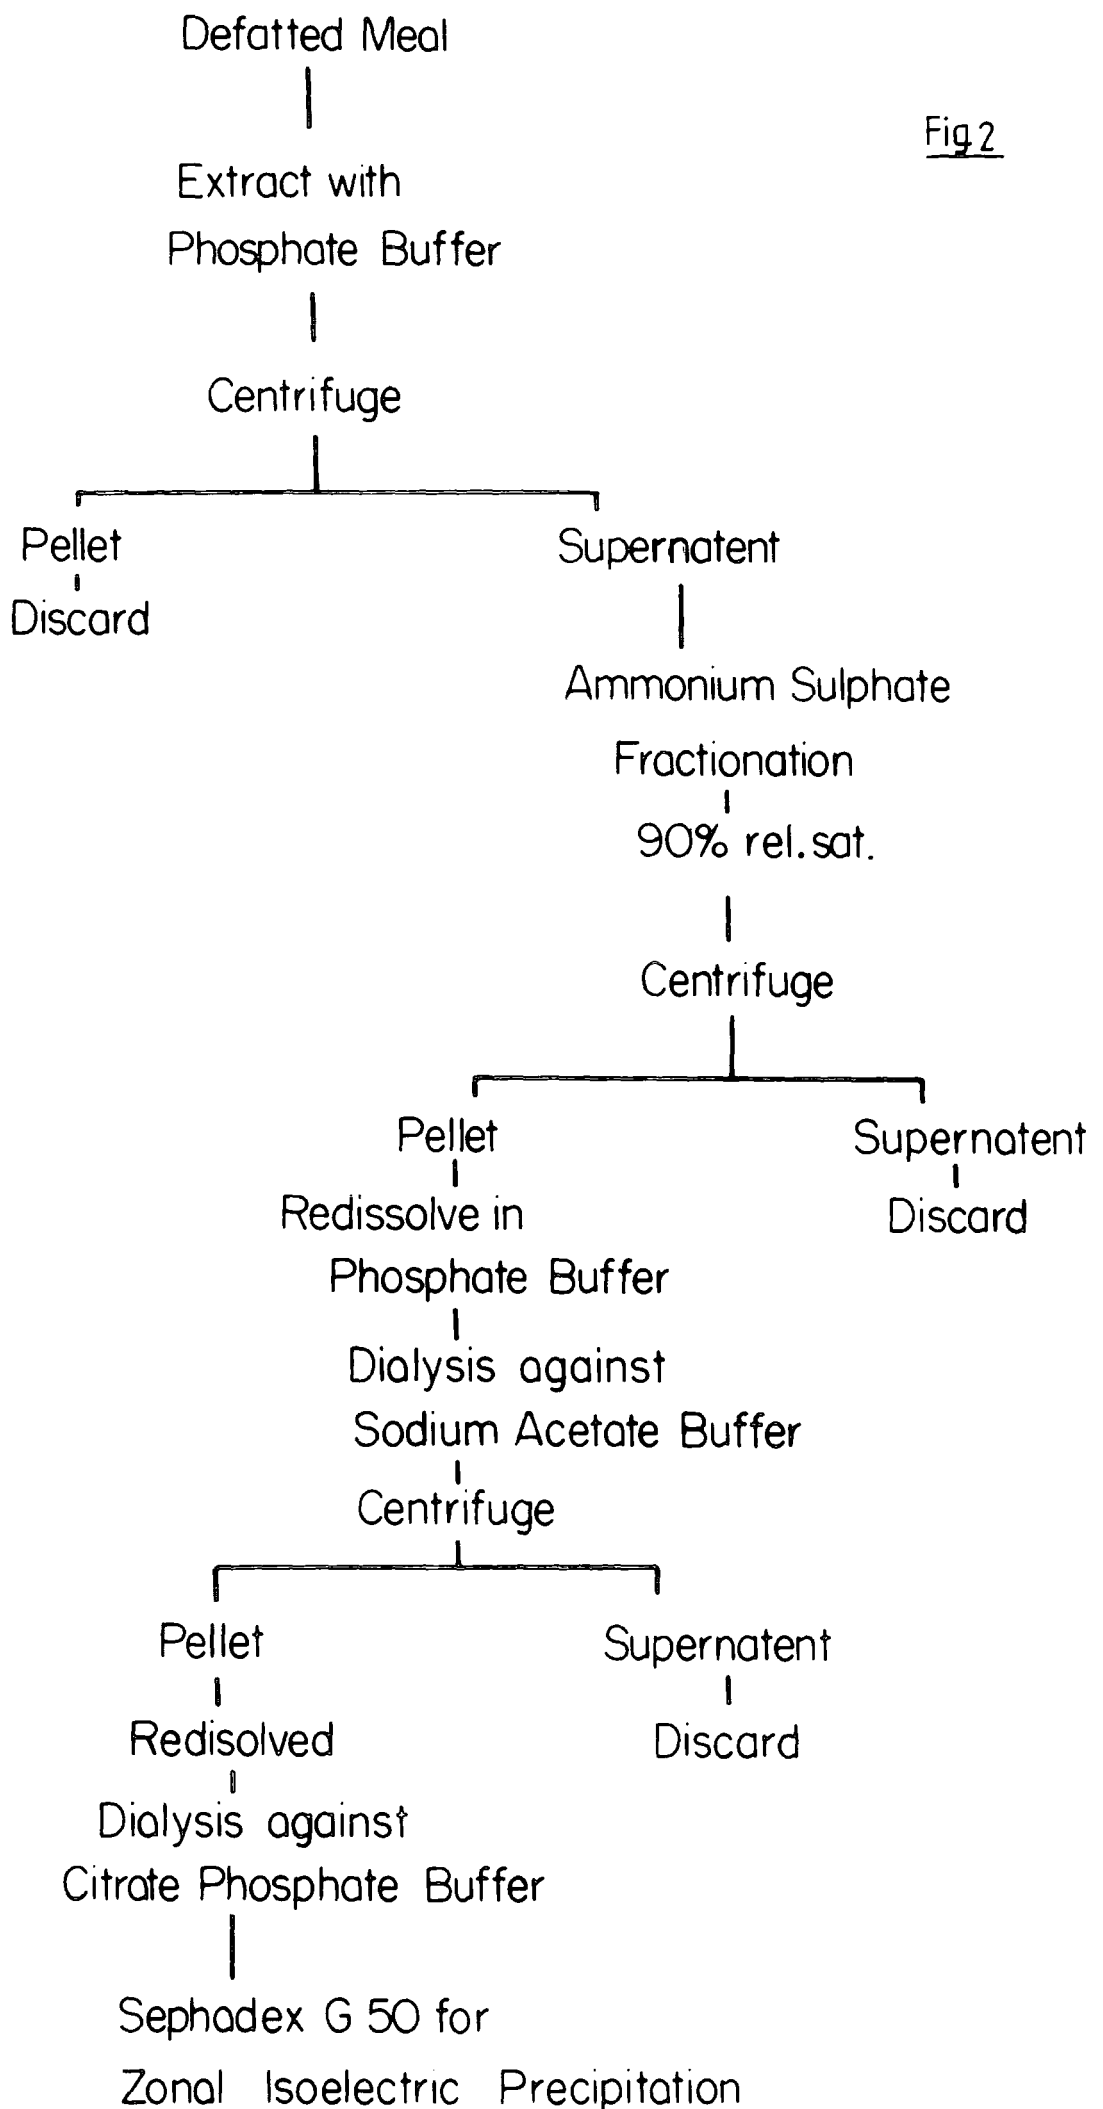 Defatted Meal
Fig 2
Extract with
Phosphate Buffer
Centrifuge
Pellet
Supernatent
Discard
Ammonium Sulphate
Fractionation
90% rel. sat.
Centrifuge
Pellet
Supernatent
Redissolve in
Discard
Phosphate Buffer
Dialysis against
Sodium Acetate Buffer
Centrifuge
Pellet
Supernatent
Redisolved
Discard
Dialysis against
Citrate Phosphate Buffer
Sephadex G 50 for
Zonal Isoelectric Precipitation